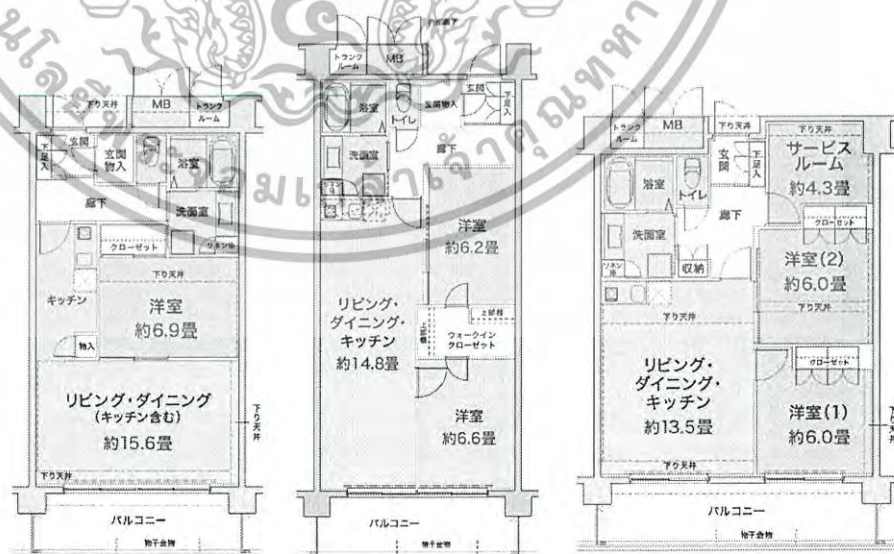 下り天井
MB
トランク
ルーム
下足入
玄関
玄関
物入
浴室
洗面室
廊下
クローゼット
リネン庫
キッチン
下り天井
洋室
約6.9畳
物入
リビング・ダイニング
(キッチン含む)
約15.6畳
下り天井
下り天井
バルコニー
物干金物
トランク
ルーム
MB
浴室
トイレ
玄関物入
玄関
下足入
洗面室
廊下
洋室
約6.2畳
リビング・
ダイニング・
キッチン
約14.8畳
上部棚
上部棚
ウォークイン
クローゼット
洋室
約6.6畳
バルコニー
物干金物
トランク
ルーム
MB
下り天井
玄関
下足入
下り天井
サービス
ルーム
約4.3畳
浴室
トイレ
廊下
クローゼット
洗面室
リネン庫
収納
洋室(2)
約6.0畳
下り天井
下り天井
リビング・
ダイニング・
キッチン
約13.5畳
クローゼット
洋室(1)
約6.0畳
下り天井
下り天井
バルコニー
物干金物